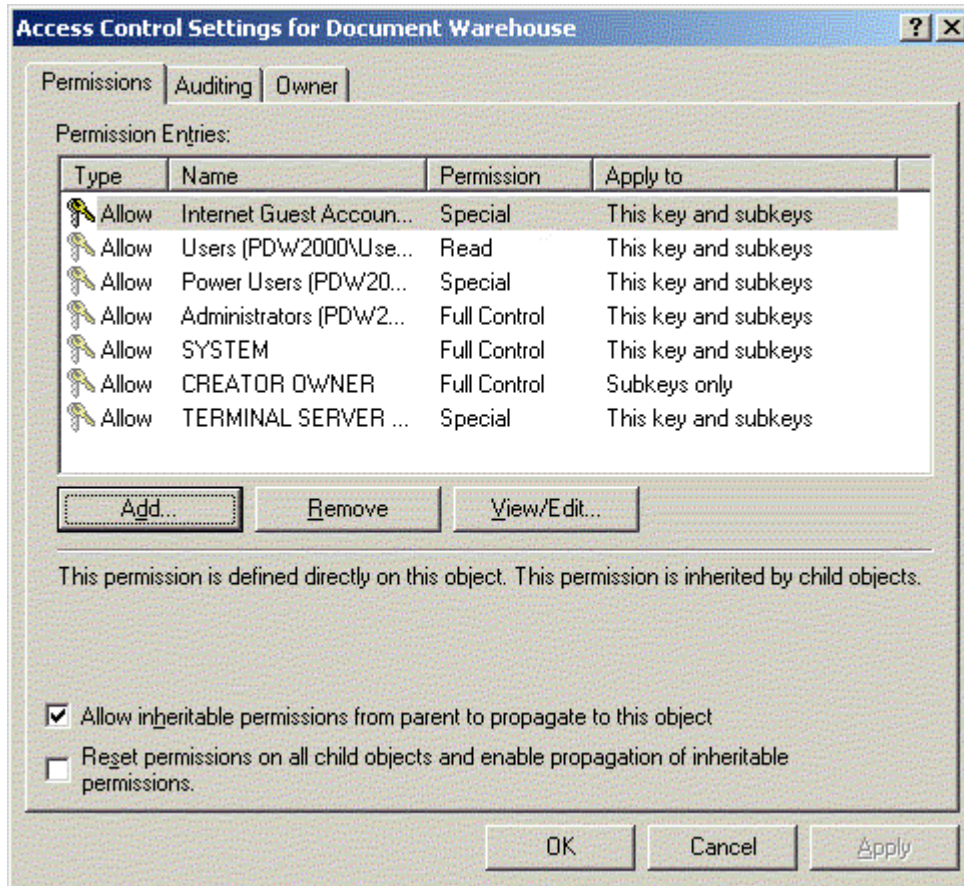 Access Control Settings for Document Warehouse
Permissions Auditing Owner
Permission Entries:
Type Name Permission Apply to
Allow Internet Guest Accoun... Special This key and subkeys
Allow Users (PDW2000\Use... Read This key and subkeys
Allow Power Users (PDW20... Special This key and subkeys
Allow Administrators (PDW2... Full Control This key and subkeys
Allow SYSTEM Full Control This key and subkeys
Allow CREATOR OWNER Full Control Subkeys only
Allow TERMINAL SERVER ... Special This key and subkeys
Add... Remove View/Edit...
This permission is defined directly on this object. This permission is inherited by child objects.
Allow inheritable permissions from parent to propagate to this object
Reset permissions on all child objects and enable propagation of inheritable
permissions.
OK Cancel Apply